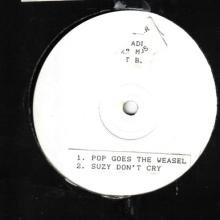 1. POP GOES THE WEASEL
2. SUZY DON'T CRY